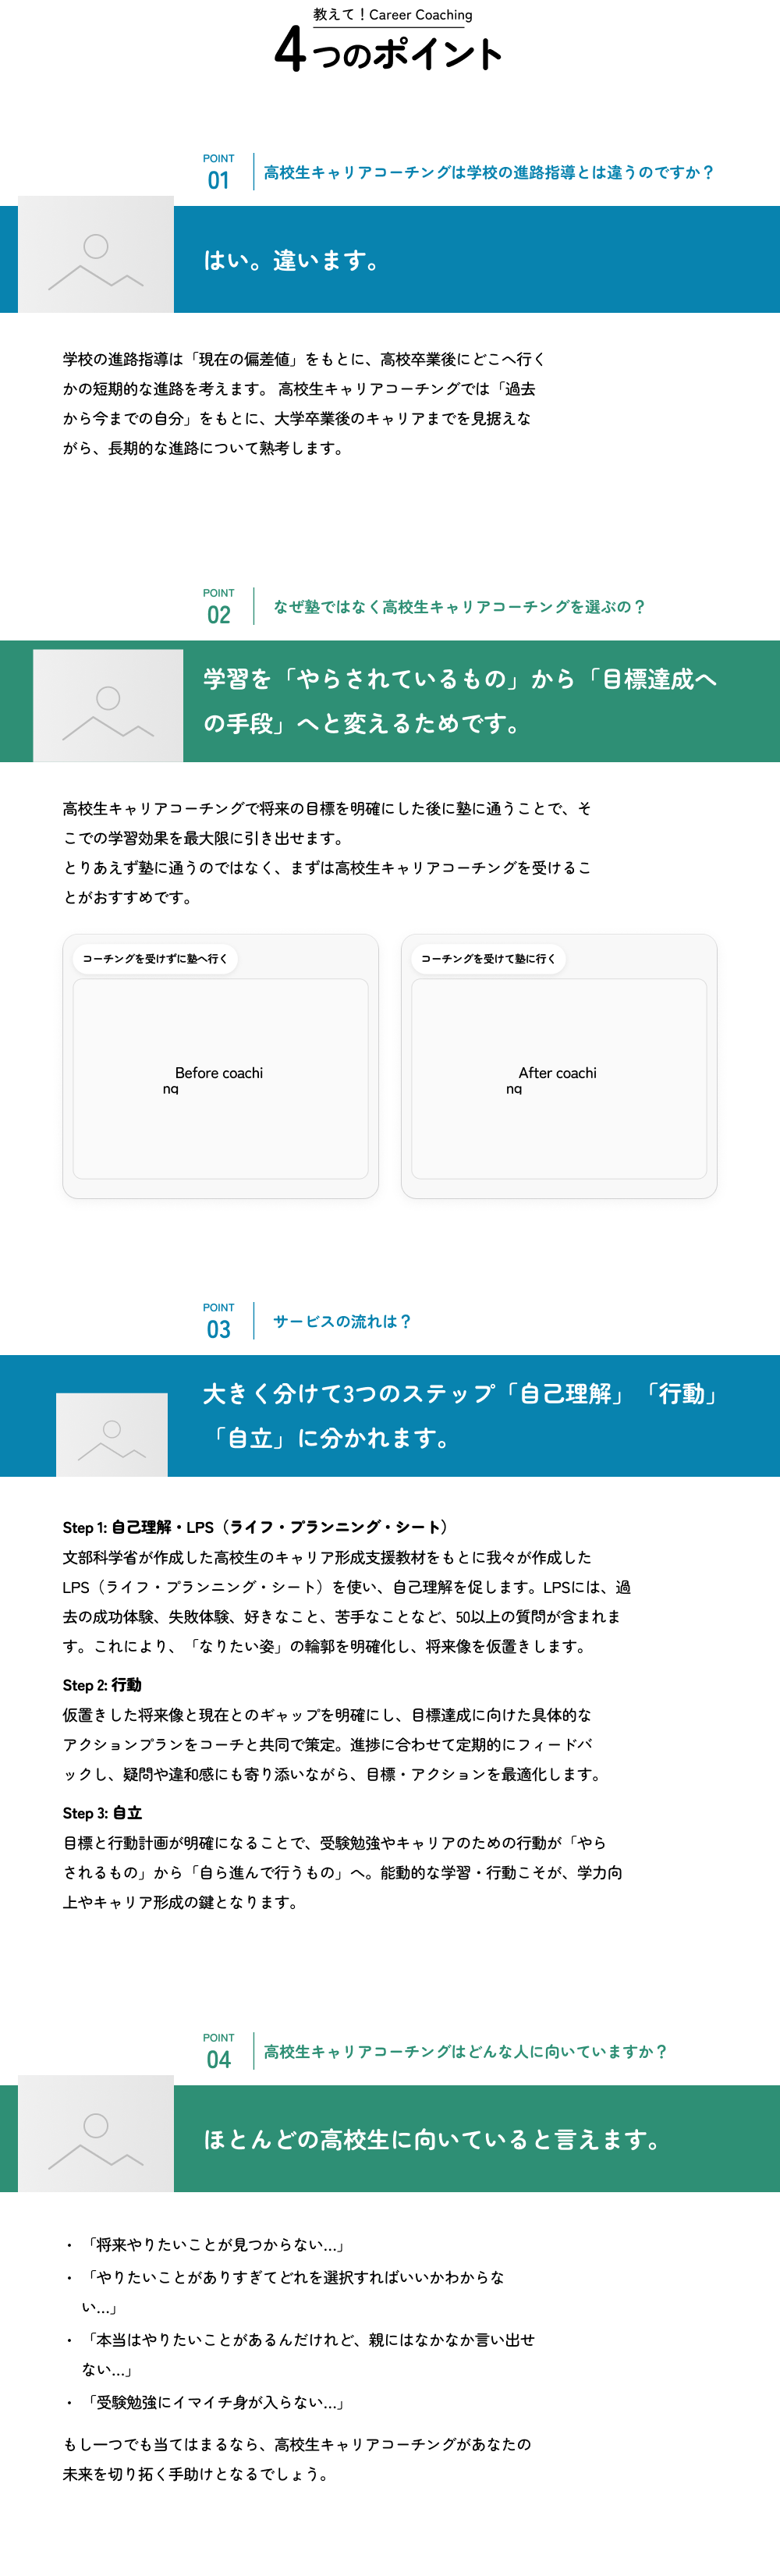 教えて！Career Coaching
4つのポイント
POINT
01
高校生キャリアコーチングは学校の進路指導とは違うのですか？
はい。違います。
学校の進路指導は「現在の偏差値」をもとに、高校卒業後にどこへ行く
かの短期的な進路を考えます。 高校生キャリアコーチングでは「過去
から今までの自分」をもとに、大学卒業後のキャリアまでを見据えな
がら、長期的な進路について熟考します。
POINT
02
なぜ塾ではなく高校生キャリアコーチングを選ぶの？
学習を「やらされているもの」から「目標達成へ
の手段」へと変えるためです。
高校生キャリアコーチングで将来の目標を明確にした後に塾に通うことで、そ
こでの学習効果を最大限に引き出せます。
とりあえず塾に通うのではなく、まずは高校生キャリアコーチングを受けるこ
とがおすすめです。
コーチングを受けずに塾へ行く
Before coachi
ng
コーチングを受けて塾に行く
After coachi
ng
POINT
03
サービスの流れは？
大きく分けて3つのステップ「自己理解」「行動」
「自立」に分かれます。
Step 1: 自己理解・LPS（ライフ・プランニング・シート）
文部科学省が作成した高校生のキャリア形成支援教材をもとに我々が作成した
LPS（ライフ・プランニング・シート）を使い、自己理解を促します。LPSには、過
去の成功体験、失敗体験、好きなこと、苦手なことなど、50以上の質問が含まれま
す。これにより、「なりたい姿」の輪郭を明確化し、将来像を仮置きします。
Step 2: 行動
仮置きした将来像と現在とのギャップを明確にし、目標達成に向けた具体的な
アクションプランをコーチと共同で策定。進捗に合わせて定期的にフィードバ
ックし、疑問や違和感にも寄り添いながら、目標・アクションを最適化します。
Step 3: 自立
目標と行動計画が明確になることで、受験勉強やキャリアのための行動が「やら
されるもの」から「自ら進んで行うもの」へ。能動的な学習・行動こそが、学力向
上やキャリア形成の鍵となります。
POINT
04
高校生キャリアコーチングはどんな人に向いていますか？
ほとんどの高校生に向いていると言えます。
・「将来やりたいことが見つからない…」
・「やりたいことがありすぎてどれを選択すればいいかわからな
い…」
・「本当はやりたいことがあるんだけれど、親にはなかなか言い出せ
ない…」
・「受験勉強にイマイチ身が入らない…」
もし一つでも当てはまるなら、高校生キャリアコーチングがあなたの
未来を切り拓く手助けとなるでしょう。